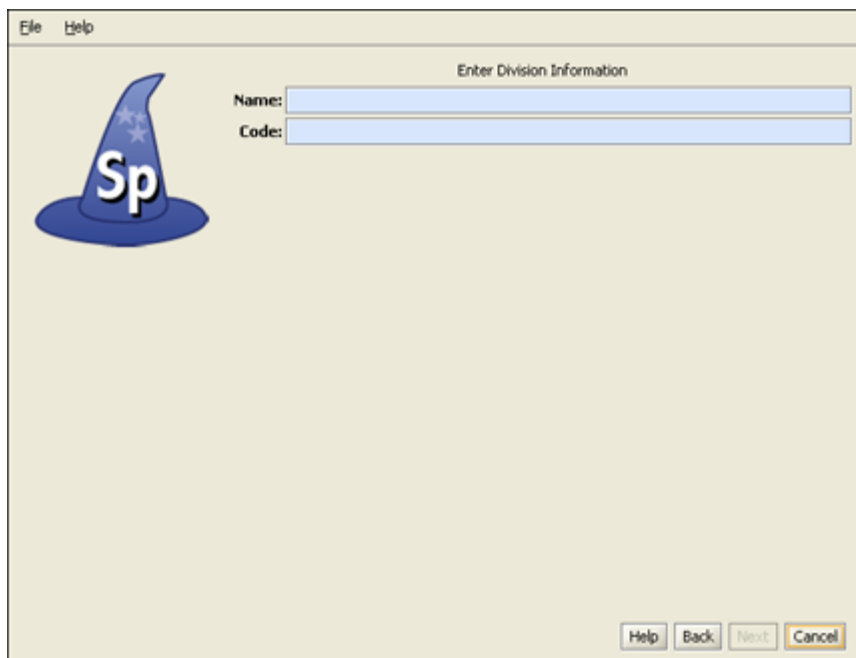 File Help
Enter Division Information
Name:
Code:
Sp
Help Back Next Cancel